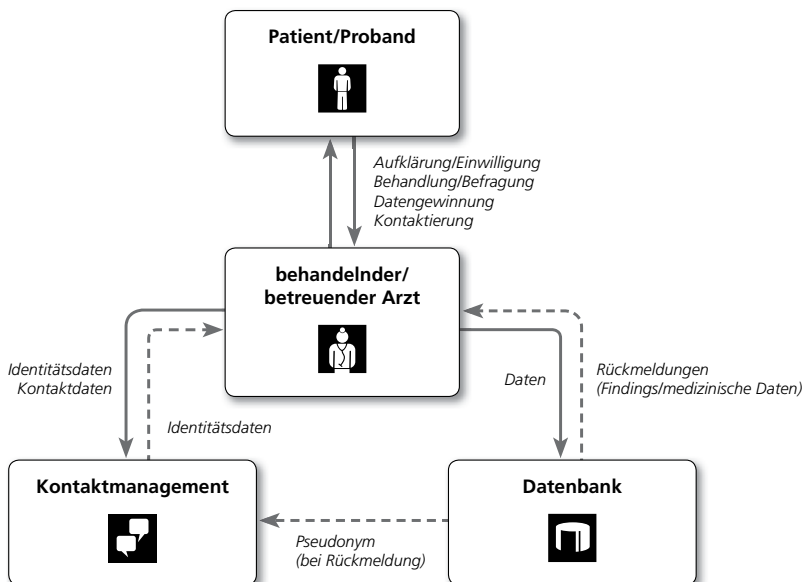 Patient/Proband
Aufklärung/Einwilligung
Behandlung/Befragung
Datengewinnung
Kontaktierung
behandelnder/
betreuender Arzt
Identitätsdaten
Kontaktdaten
Identitätsdaten
Daten
Rückmeldungen
(Findings/medizinische Daten)
Kontaktmanagement
Pseudonym
(bei Rückmeldung)
Datenbank